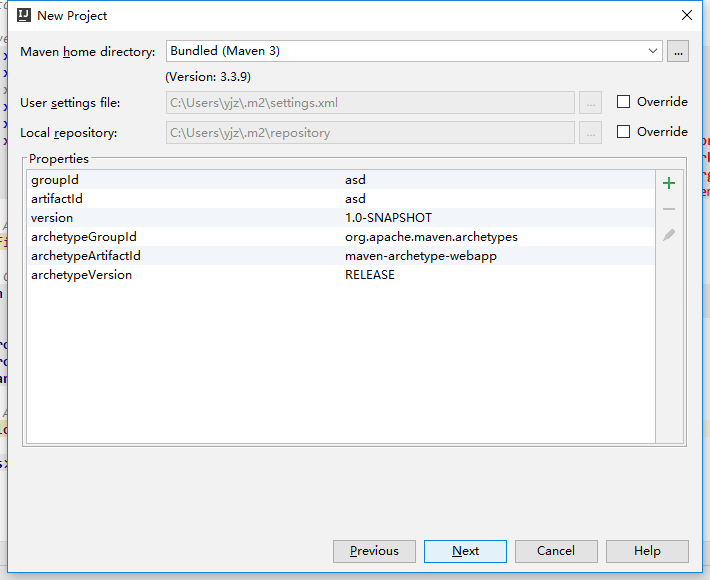 IJ New Project
Maven home directory: Bundled (Maven 3) ...
(Version: 3.3.9)
User settings file: C:\Users\yjz\.m2\settings.xml ... Override
Local repository: C:\Users\yjz\.m2\repository ... Override
Properties
groupId asd
artifactId asd
version 1.0-SNAPSHOT
archetypeGroupId org.apache.maven.archetypes
archetypeArtifactId maven-archetype-webapp
archetypeVersion RELEASE
Previous Next Cancel Help